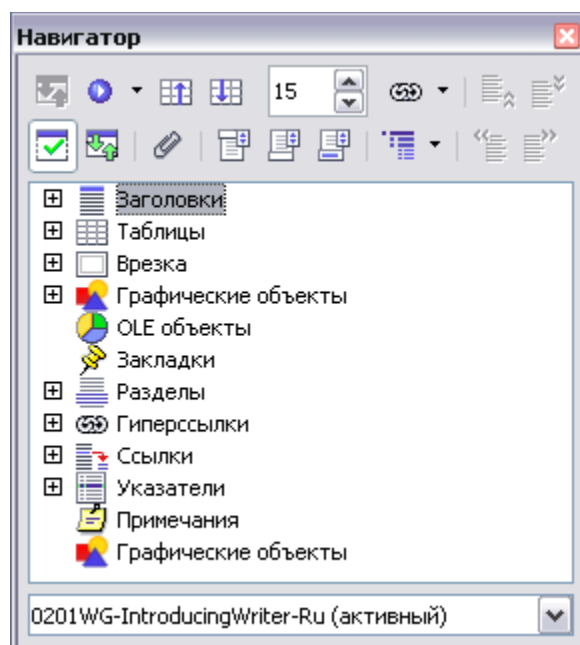 Навигатор
15
Заголовки
Таблицы
Врезка
Графические объекты
OLE объекты
Закладки
Разделы
Гиперссылки
Ссылки
Указатели
Примечания
Графические объекты
0201WG-IntroducingWriter-Ru (активный)